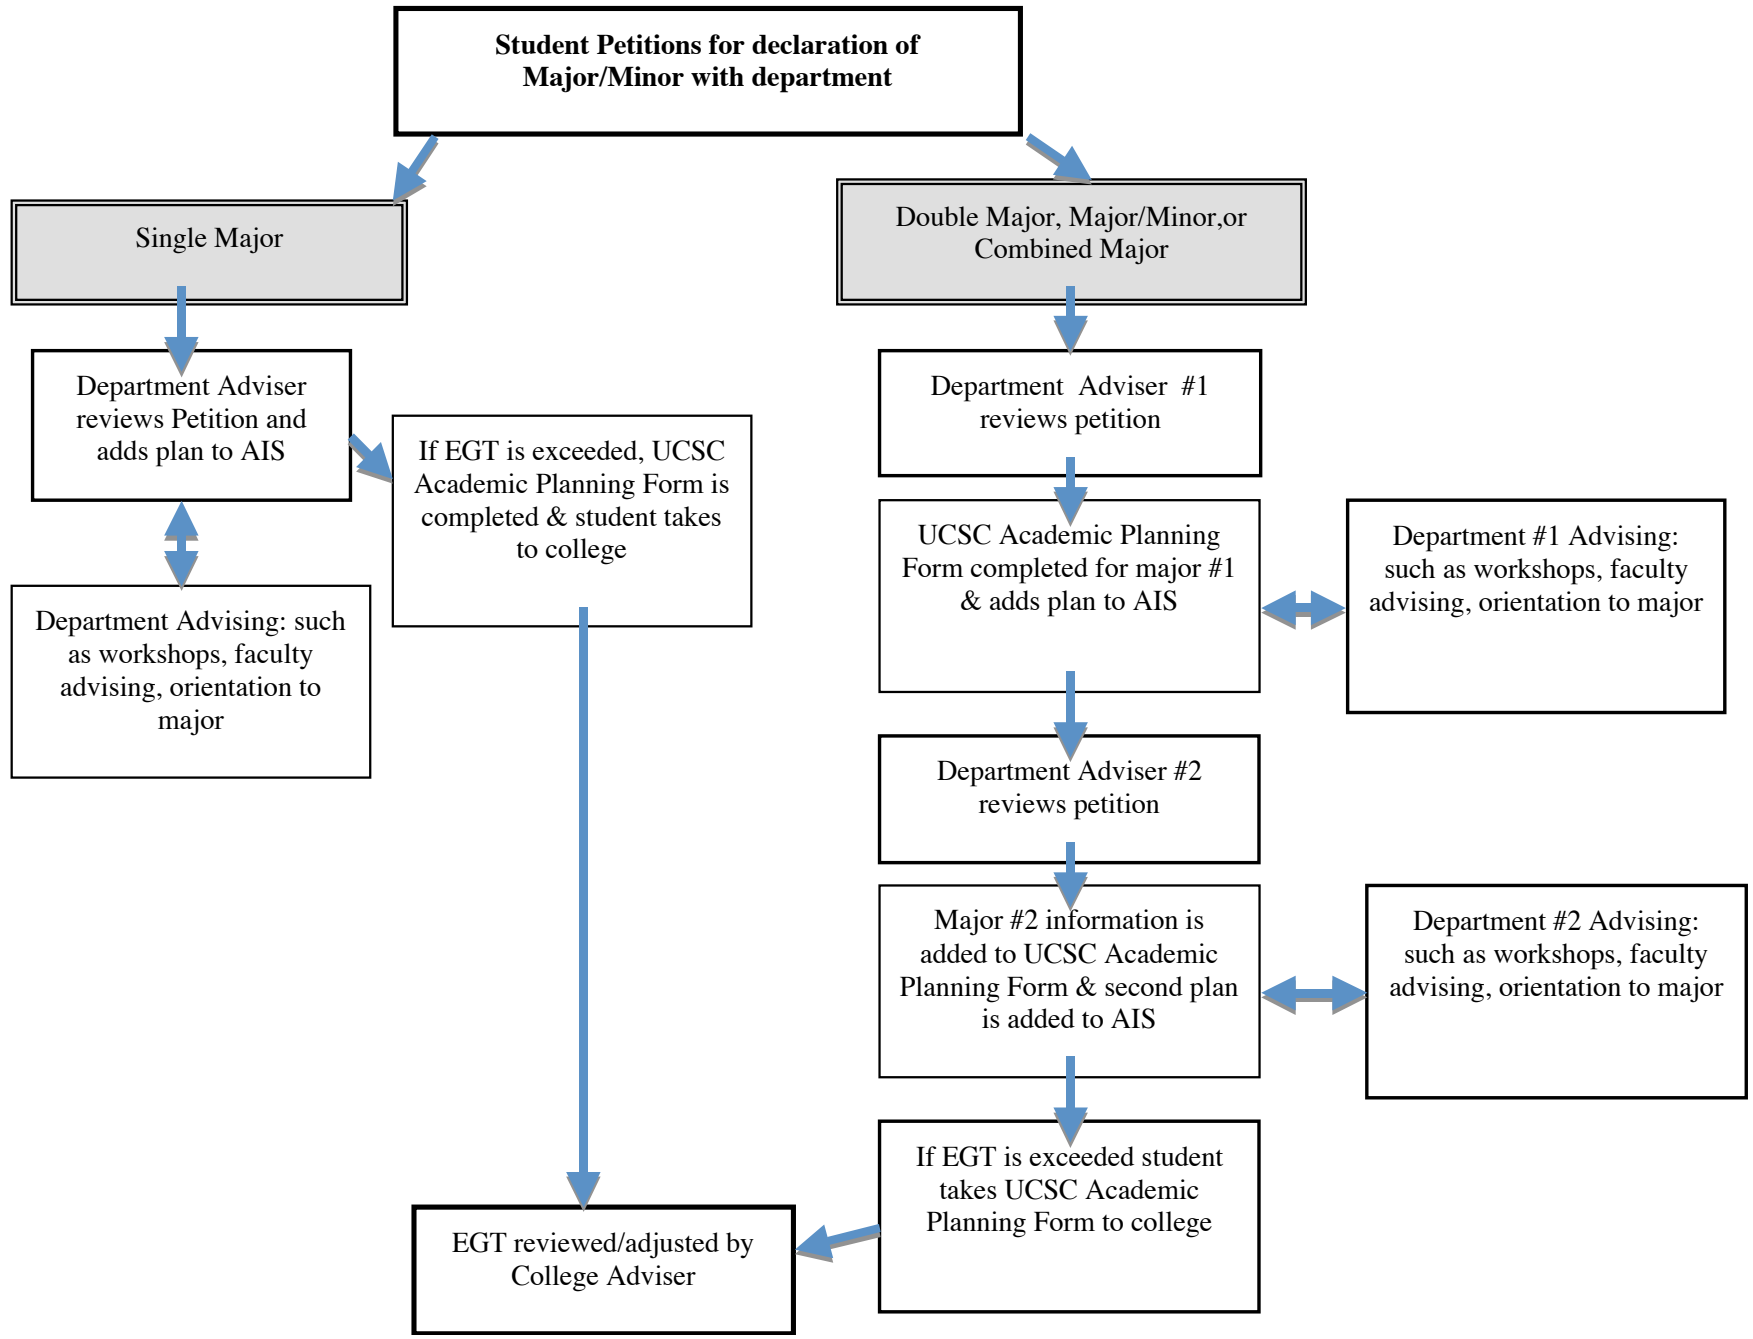 Student Petitions for declaration of
Major/Minor with department
Single Major
Double Major, Major/Minor,or
Combined Major
Department Adviser
reviews Petition and
adds plan to AIS
If EGT is exceeded, UCSC
Academic Planning Form is
completed & student takes
to college
Department Advising: such
as workshops, faculty
advising, orientation to
major
Department Adviser #1
reviews petition
UCSC Academic Planning
Form completed for major #1
& adds plan to AIS
Department #1 Advising:
such as workshops, faculty
advising, orientation to major
Department Adviser #2
reviews petition
Major #2 information is
added to UCSC Academic
Planning Form & second plan
is added to AIS
Department #2 Advising:
such as workshops, faculty
advising, orientation to major
If EGT is exceeded student
takes UCSC Academic
Planning Form to college
EGT reviewed/adjusted by
College Adviser